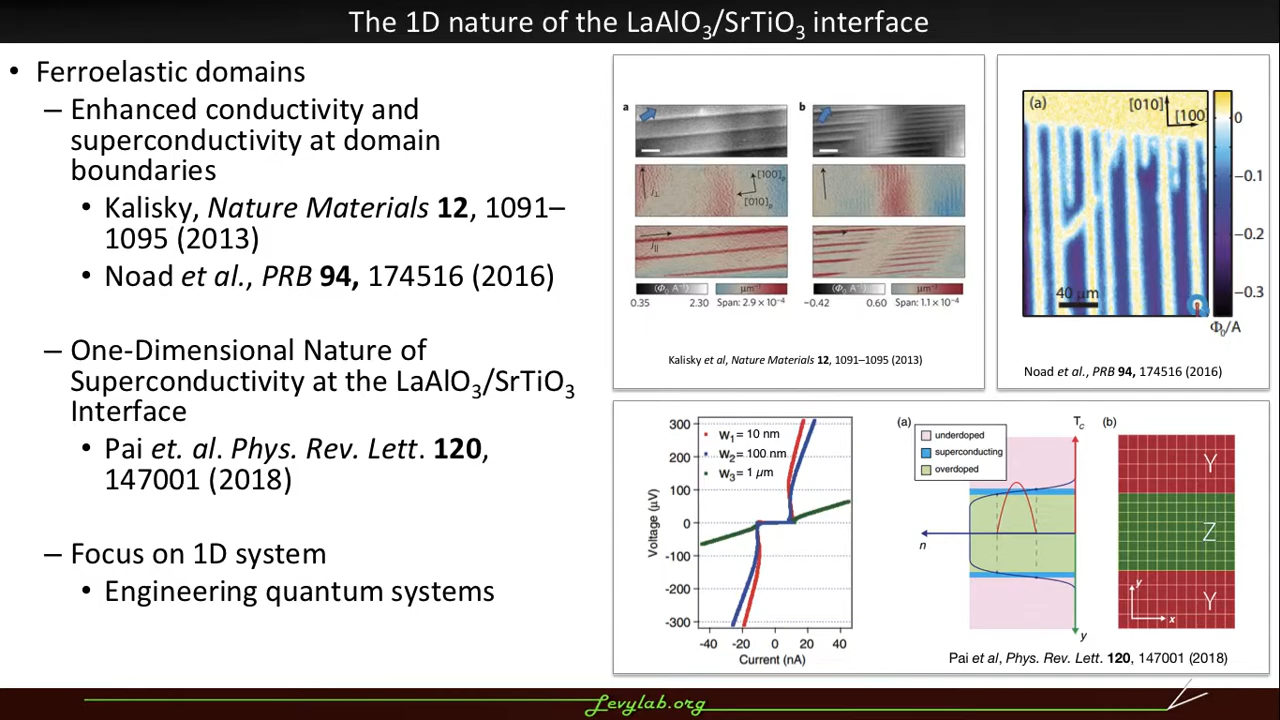 The 1D nature of the LaAlO3/SrTiO3 interface
• Ferroelastic domains
– Enhanced conductivity and
superconductivity at domain
boundaries
• Kalisky, Nature Materials 12, 1091–
1095 (2013)
• Noad et al., PRB 94, 174516 (2016)
– One-Dimensional Nature of
Superconductivity at the LaAlO3/SrTiO3
Interface
• Pai et. al. Phys. Rev. Lett. 120,
147001 (2018)
– Focus on 1D system
• Engineering quantum systems
a
b
[100]p
[010]p
J⊥
J||
(Φ0 A⁻¹)
μm⁻¹
(Φ0 A⁻¹)
μm⁻¹
0.35 2.30 Span: 2.9 × 10⁻⁴ −0.42 0.60 Span: 1.1 × 10⁻⁴
Kalisky et al, Nature Materials 12, 1091–1095 (2013)
(a)
[010]
[100]
0
−0.1
−0.2
−0.3
40 μm
Φ0/A
Noad et al., PRB 94, 174516 (2016)
300
200
100
0
-100
-200
-300
Voltage (μV)
W1= 10 nm
W2= 100 nm
W3= 1 μm
-40 -20 0 20 40
Current (nA)
(a)
underdoped
superconducting
overdoped
Tc
n
y
(b)
Y
Z
Y
y
x
Pai et al, Phys. Rev. Lett. 120, 147001 (2018)
Levylab.org